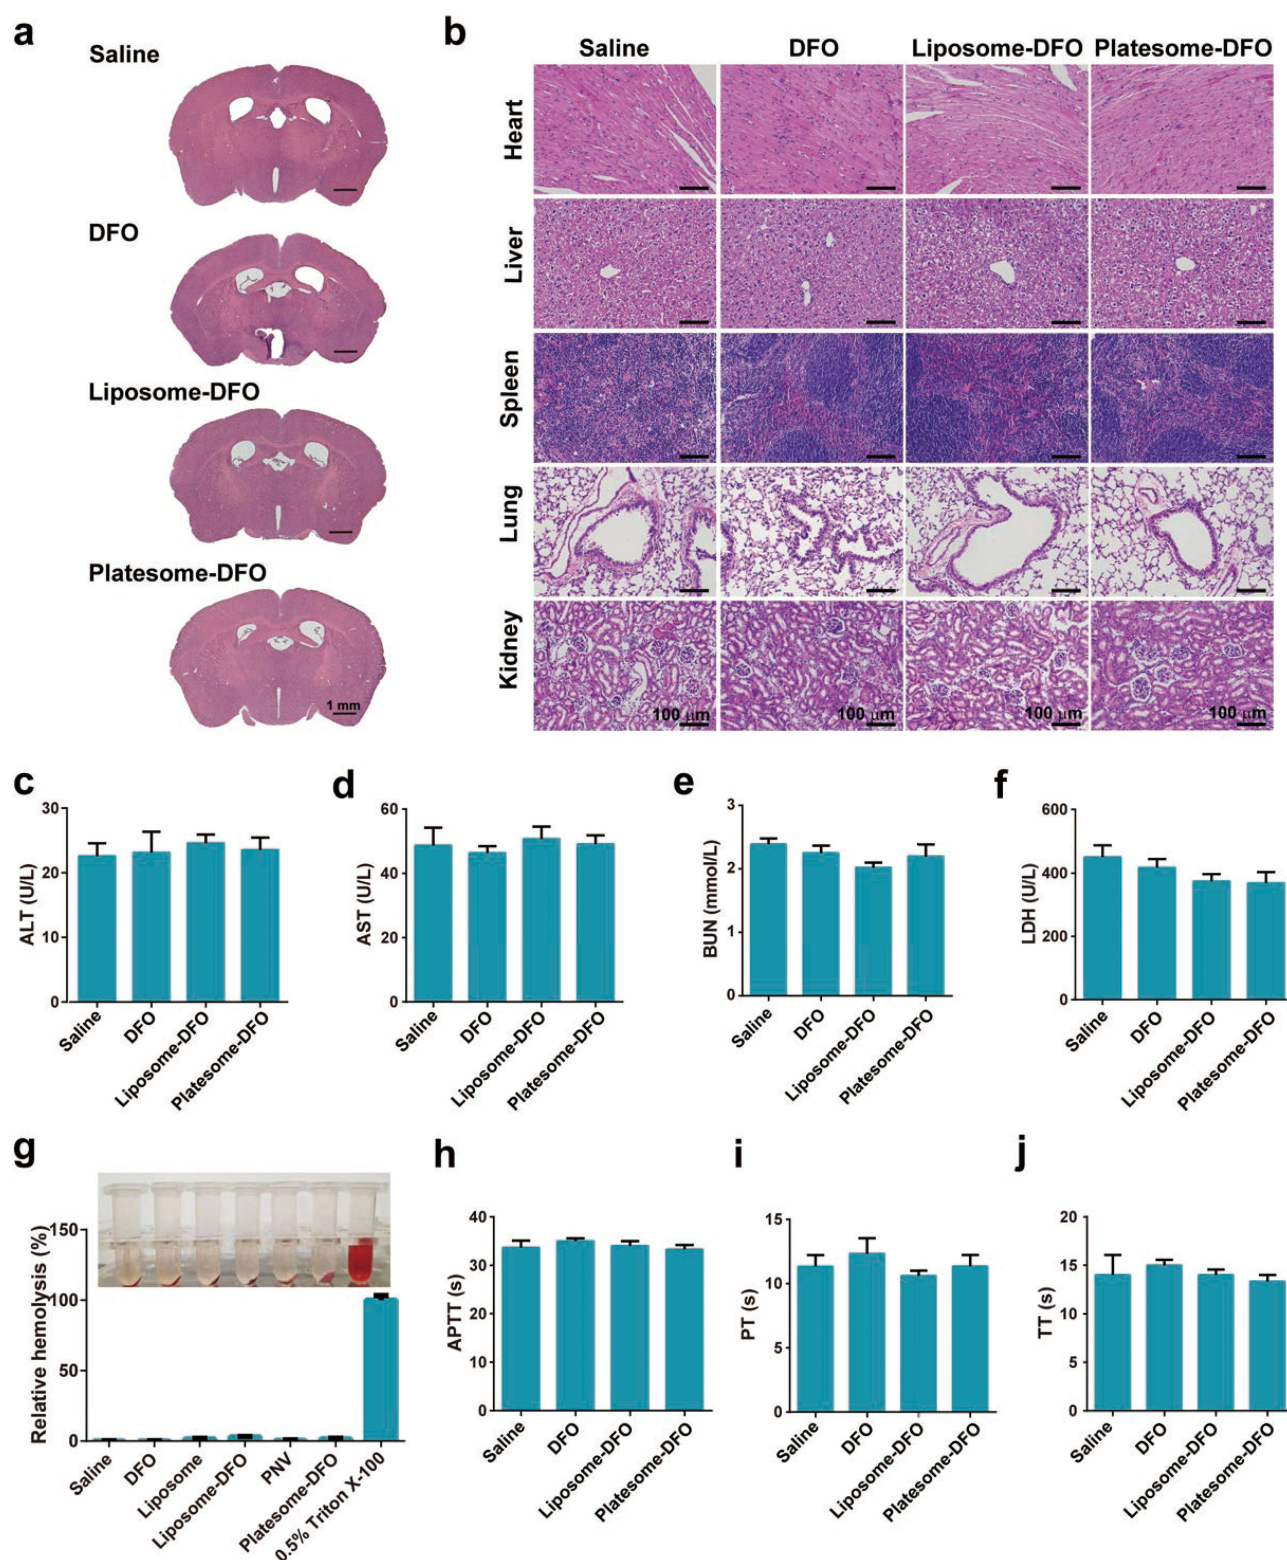 a
Saline
DFO
Liposome-DFO
Platesome-DFO
1 mm
b
Saline DFO Liposome-DFO Platesome-DFO
Heart
Liver
Spleen
Lung
Kidney
100 μm 100 μm 100 μm 100 μm
c
ALT (U/L)
30
20
10
0
Saline DFO Liposome-DFO Platesome-DFO
d
AST (U/L)
60
40
20
0
Saline DFO Liposome-DFO Platesome-DFO
e
BUN (mmol/L)
3
2
1
0
Saline DFO Liposome-DFO Platesome-DFO
f
LDH (U/L)
600
400
200
0
Saline DFO Liposome-DFO Platesome-DFO
g
Relative hemolysis (%)
150
100
50
0
Saline DFO Liposome Liposome-DFO PNV Platesome-DFO 0.5% Triton X-100
h
APTT (s)
40
30
20
10
0
Saline DFO Liposome-DFO Platesome-DFO
i
PT (s)
15
10
5
0
Saline DFO Liposome-DFO Platesome-DFO
j
TT (s)
20
15
10
5
0
Saline DFO Liposome-DFO Platesome-DFO